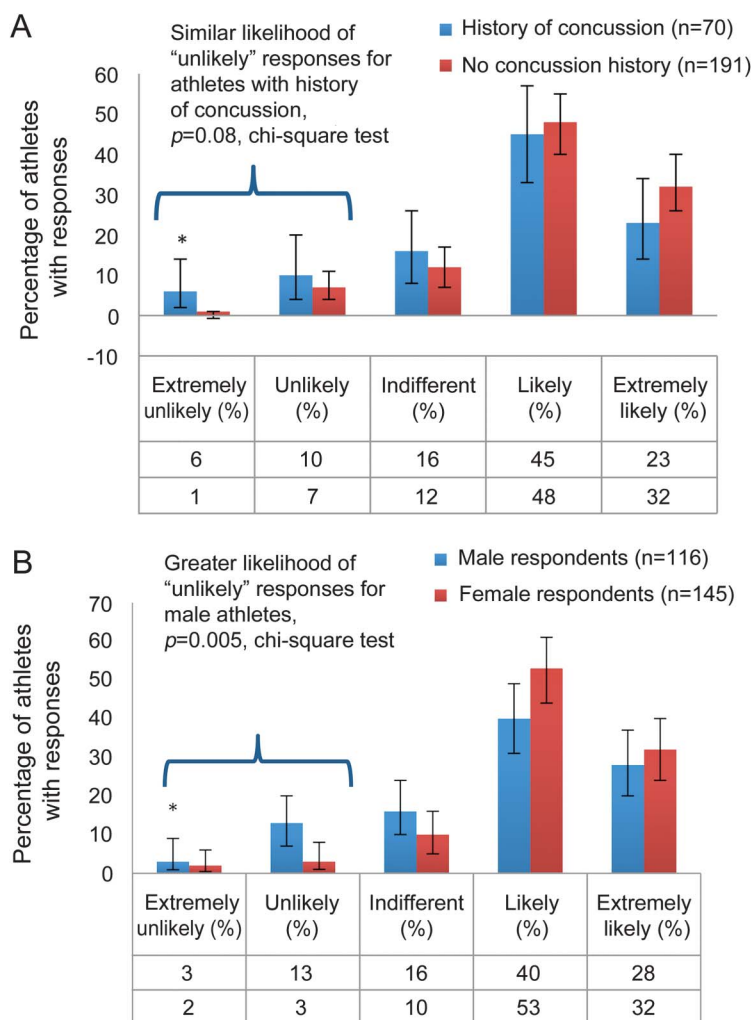 A
Similar likelihood of
“unlikely” responses for
athletes with history
of concussion,
p=0.08, chi-square test
History of concussion (n=70)
No concussion history (n=191)
Percentage of athletes
with responses
60
50
40
30
20
10
0
-10
*
Extremely unlikely (%) Unlikely (%) Indifferent (%) Likely (%) Extremely likely (%)
6 10 16 45 23
1 7 12 48 32
B
Greater likelihood of
“unlikely” responses for
male athletes,
p=0.005, chi-square test
Male respondents (n=116)
Female respondents (n=145)
Percentage of athletes
with responses
70
60
50
40
30
20
10
0
*
Extremely unlikely (%) Unlikely (%) Indifferent (%) Likely (%) Extremely likely (%)
3 13 16 40 28
2 3 10 53 32